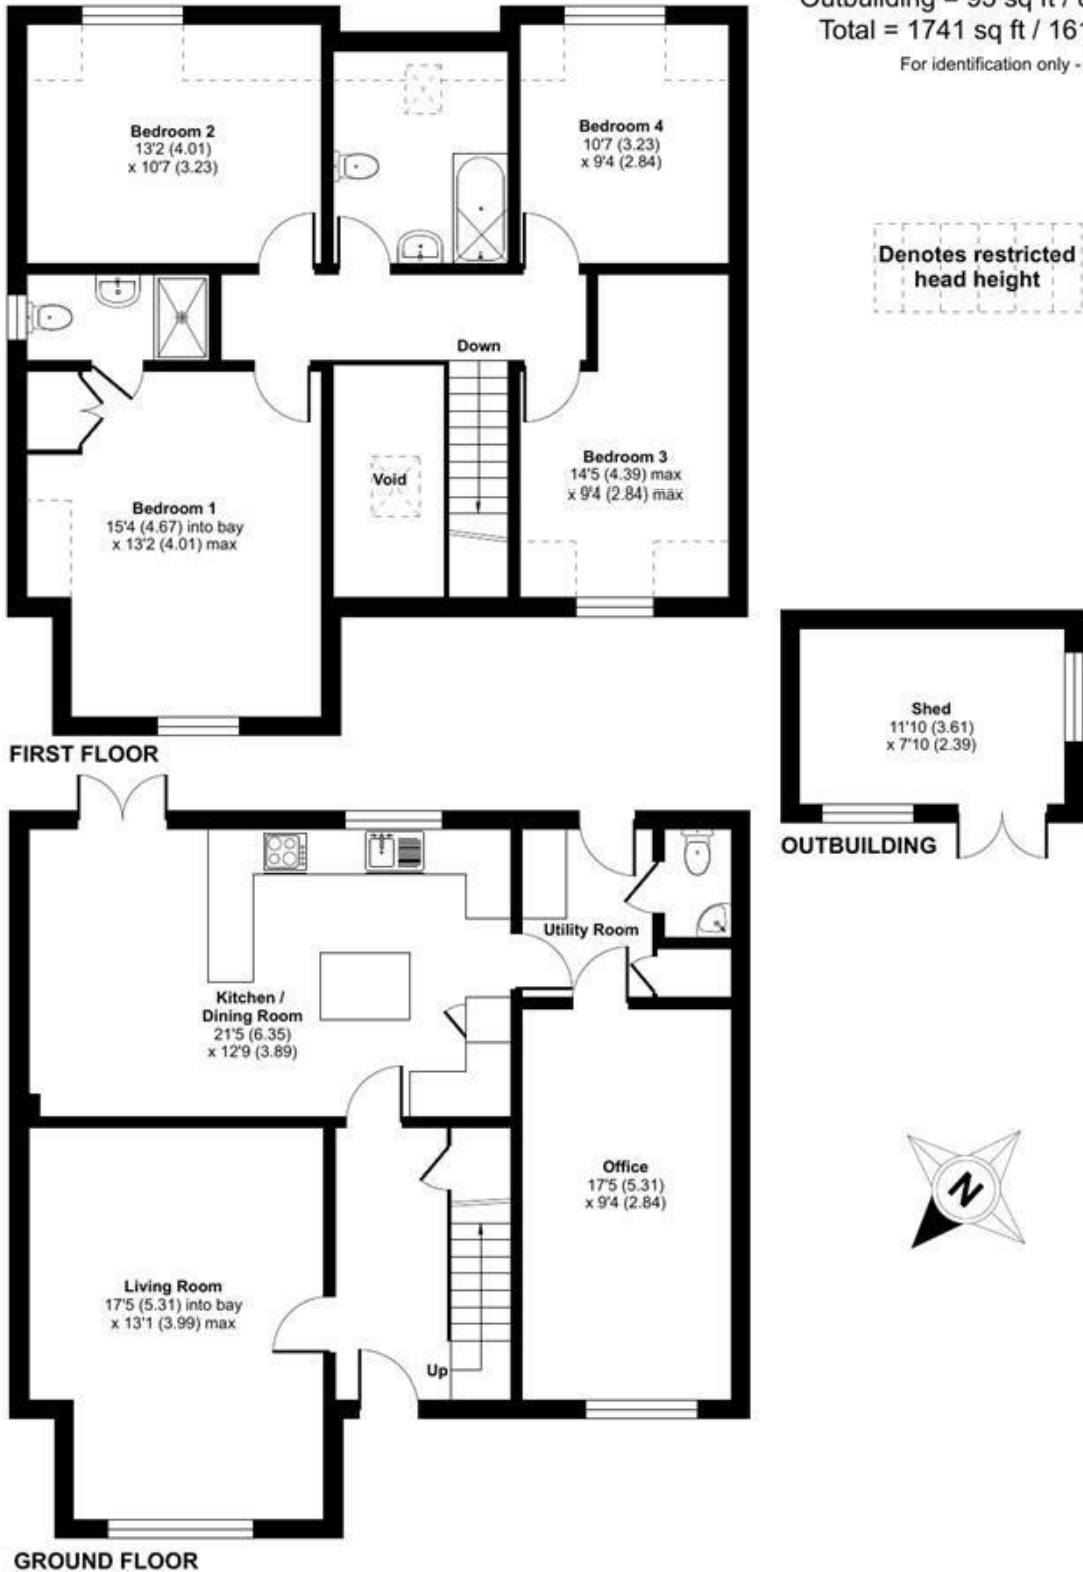 Outbuilding = 93 sq ft /
Total = 1741 sq ft / 161
For identification only -
Bedroom 2
13'2 (4.01)
x 10'7 (3.23)
Bedroom 4
10'7 (3.23)
x 9'4 (2.84)
Denotes restricted
head height
Down
Void
Bedroom 3
14'5 (4.39) max
x 9'4 (2.84) max
Bedroom 1
15'4 (4.67) into bay
x 13'2 (4.01) max
FIRST FLOOR
Shed
11'10 (3.61)
x 7'10 (2.39)
OUTBUILDING
Utility Room
Kitchen /
Dining Room
21'5 (6.35)
x 12'9 (3.89)
Office
17'5 (5.31)
x 9'4 (2.84)
N
Living Room
17'5 (5.31) into bay
x 13'1 (3.99) max
Up
GROUND FLOOR